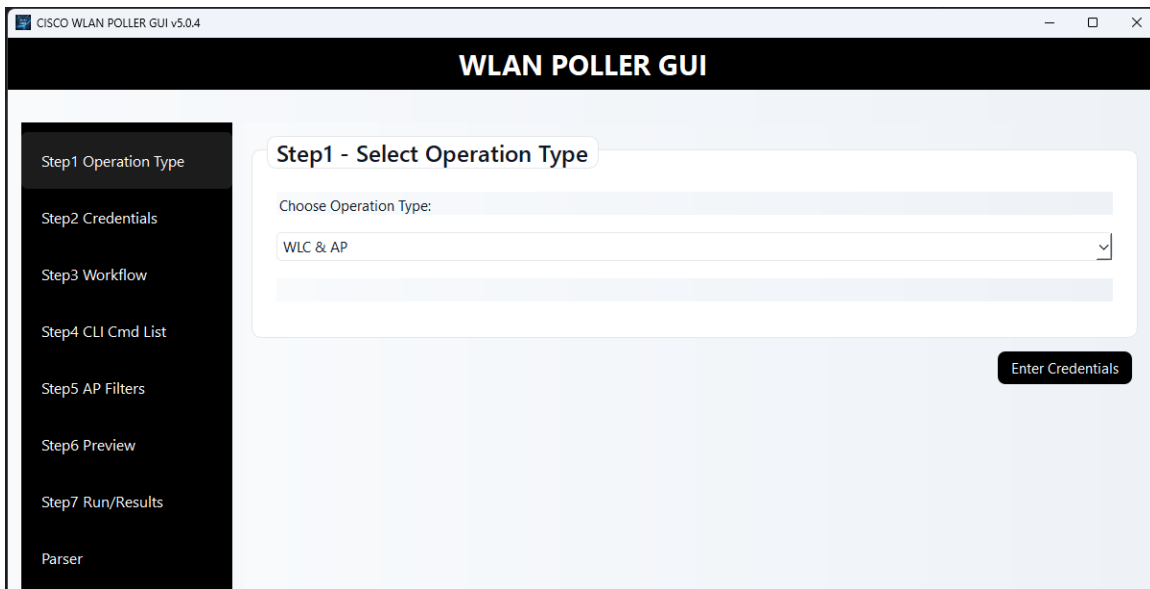 CISCO WLAN POLLER GUI v5.0.4
WLAN POLLER GUI
Step1 Operation Type
Step2 Credentials
Step3 Workflow
Step4 CLI Cmd List
Step5 AP Filters
Step6 Preview
Step7 Run/Results
Parser
Step1 - Select Operation Type
Choose Operation Type:
WLC & AP
Enter Credentials